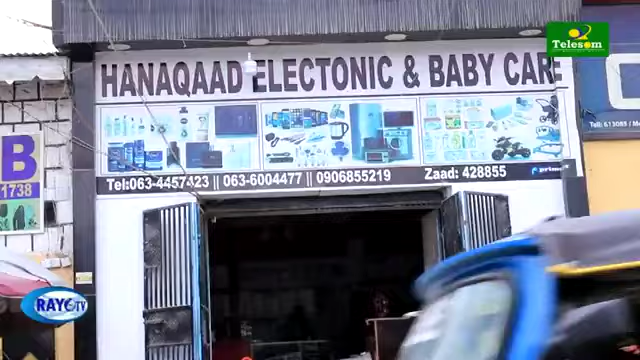 Telesom
HANAQAAD ELECTONIC & BABY CARE
Tel:063-4457423 || 063-6004477 || 0906855219
Zaad: 428855
B
1738
RAYO TV